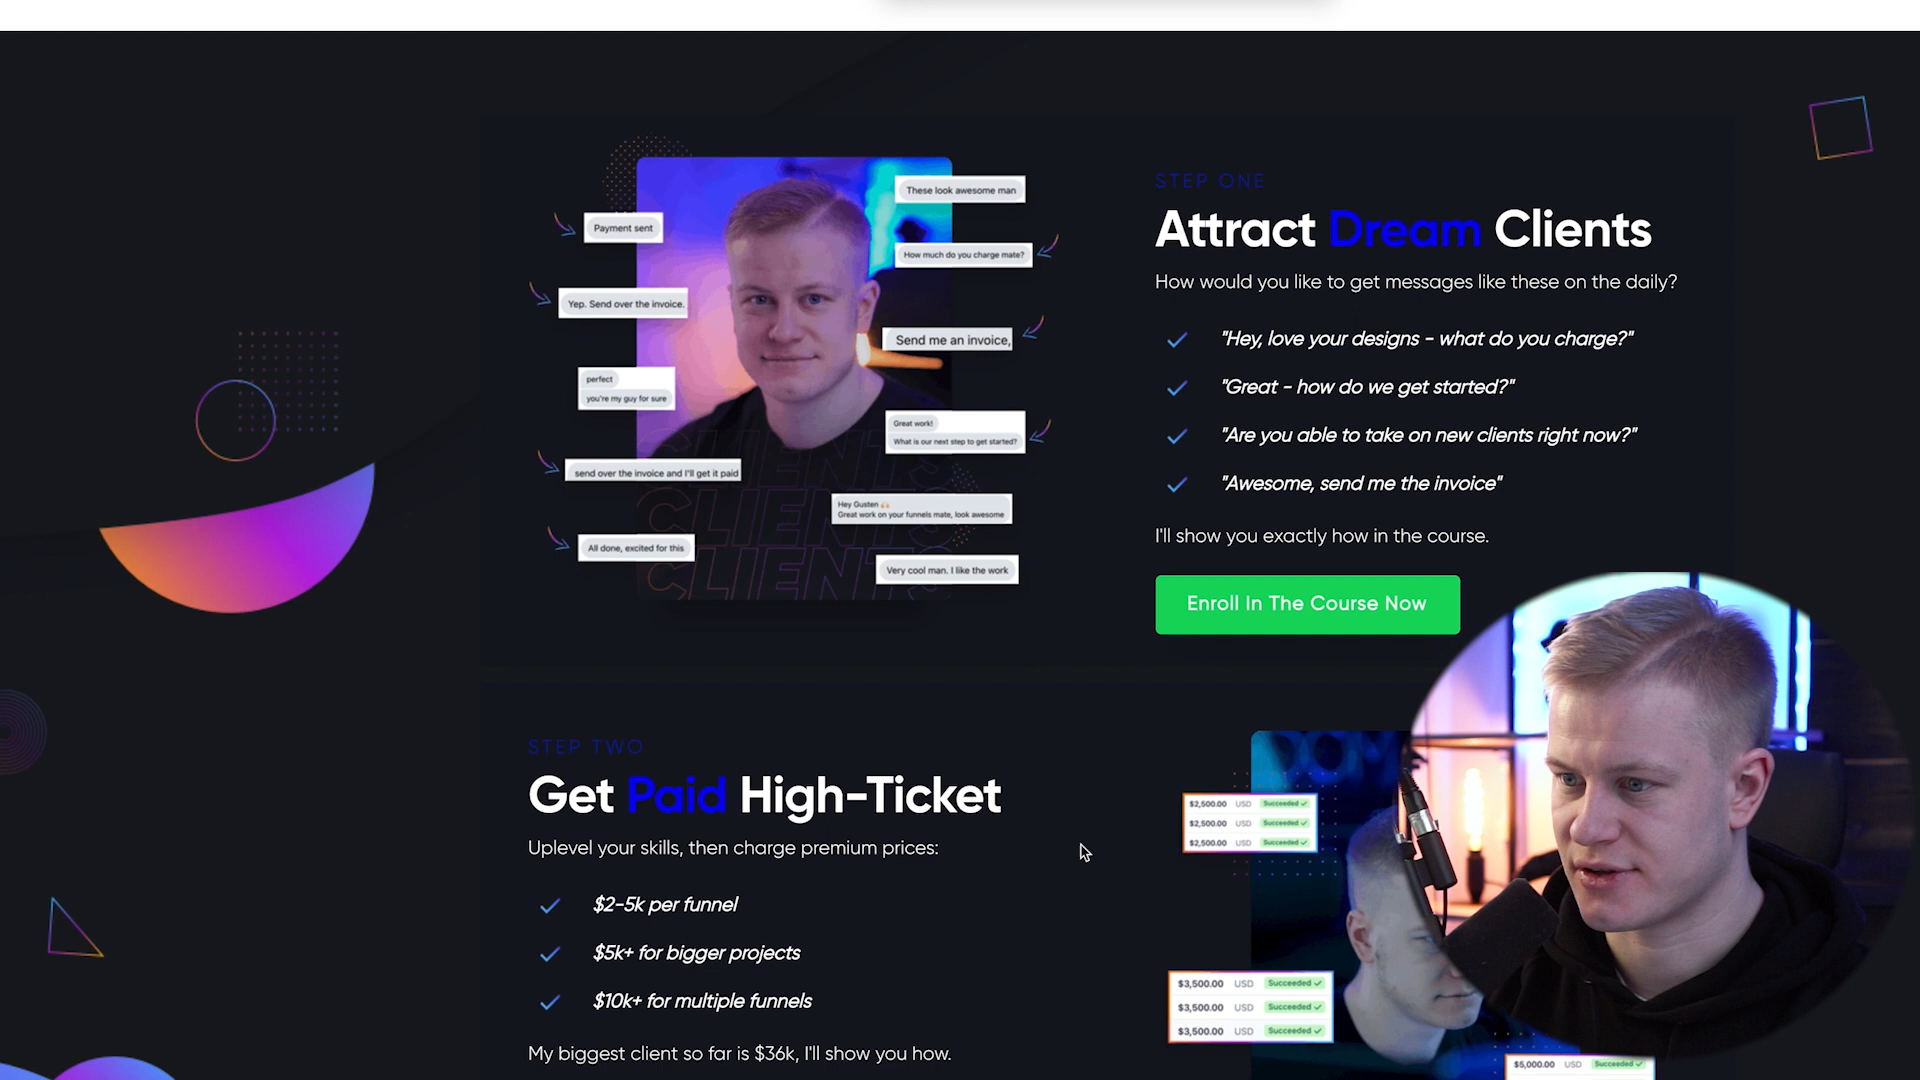 These look awesome man
Payment sent
How much do you charge mate?
Yep. Send over the invoice.
Send me an invoice,
perfect
you're my guy for sure
Great work!
What is our next step to get started?
send over the invoice and I'll get it paid
Hey Gusten 🙌
Great work on your funnels mate, look awesome
All done, excited for this
Very cool man. I like the work
CLIENTS
CLIENTS
CLIENTS
STEP ONE
Attract Dream Clients
How would you like to get messages like these on the daily?
"Hey, love your designs - what do you charge?"
"Great - how do we get started?"
"Are you able to take on new clients right now?"
"Awesome, send me the invoice"
I'll show you exactly how in the course.
Enroll In The Course Now
STEP TWO
Get Paid High-Ticket
Uplevel your skills, then charge premium prices:
$2-5k per funnel
$5k+ for bigger projects
$10k+ for multiple funnels
My biggest client so far is $36k, I'll show you how.
$2,500.00 USD Succeeded ✓
$2,500.00 USD Succeeded ✓
$2,500.00 USD Succeeded ✓
$3,500.00 USD Succeeded ✓
$3,500.00 USD Succeeded ✓
$3,500.00 USD Succeeded ✓
$5,000.00 USD Succeeded ✓